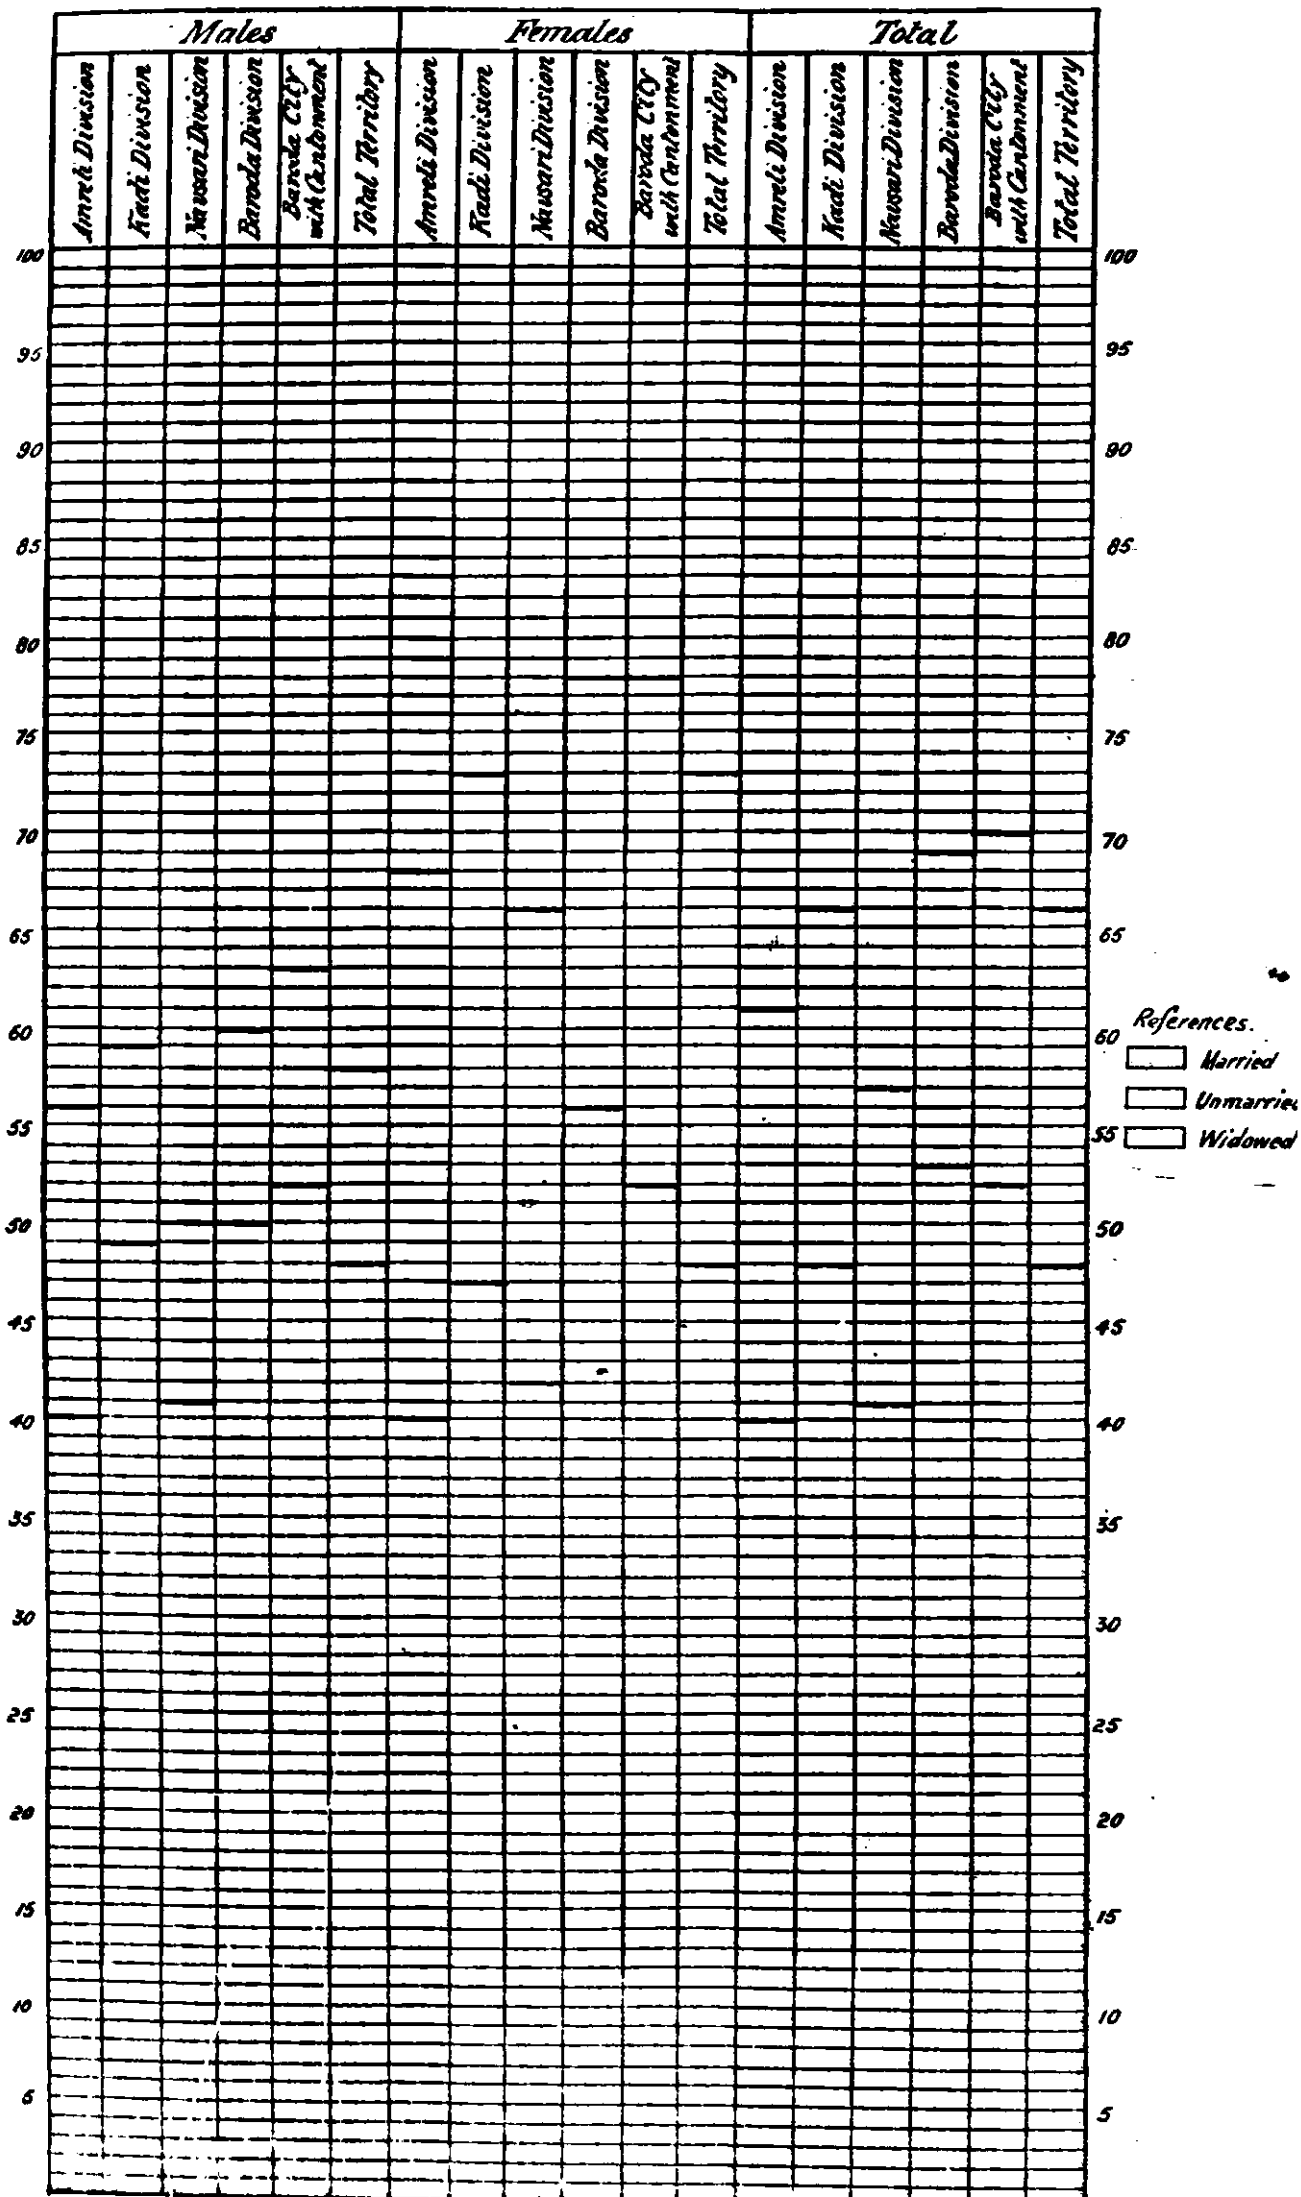 Males Females Total
Amreli Division
Kadi Division
Navsari Division
Baroda Division
Baroda City
with Cantonment
Total Territory
Amreli Division
Kadi Division
Navsari Division
Baroda Division
Baroda City
with Cantonment
Total Territory
Amreli Division
Kadi Division
Navsari Division
Baroda Division
Baroda City
with Cantonment
Total Territory
100 100
95 95
90 90
85 85
80 80
75 75
70 70
65 65
References.
60 60
Married
Unmarried
55 55
Widowed
50 50
45 45
40 40
35 35
30 30
25 25
20 20
15 15
10 10
5 5